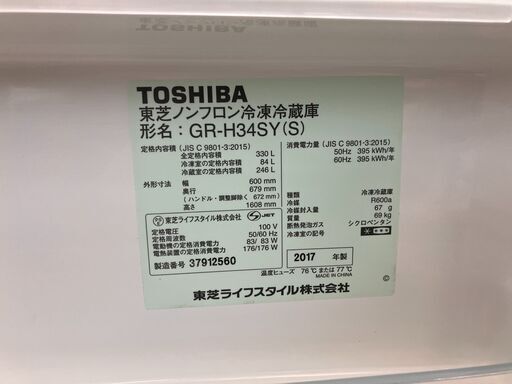 TOSHIBA
東芝ノンフロン冷凍冷蔵庫
形名：GR-H34SY(S)
定格内容積 (JIS C 9801-3:2015)
全定格内容積 330 L
冷凍室の定格内容積 84 L
冷蔵室の定格内容積 246 L
外形寸法 幅 600 mm
奥行 679 mm
(ハンドル・調整脚除く 672 mm)
高さ 1608 mm
東芝ライフスタイル株式会社 JET
定格電圧 100 V
定格周波数 50/60 Hz
電動機の定格消費電力 83/ 83 W
電熱装置の定格消費電力 176/176 W
製造番号 37912560
消費電力量 (JIS C 9801-3:2015)
50Hz 395 kWh/年
60Hz 395 kWh/年
種類 冷凍冷蔵庫
冷媒 R600a
冷媒封入量 67 g
質量 69 kg
断熱発泡ガス シクロペンタン
冷凍室の記号
2017 年製
温度ヒューズ 76 ℃ または 77 ℃
MADE IN CHINA
©
東芝ライフスタイル株式会社